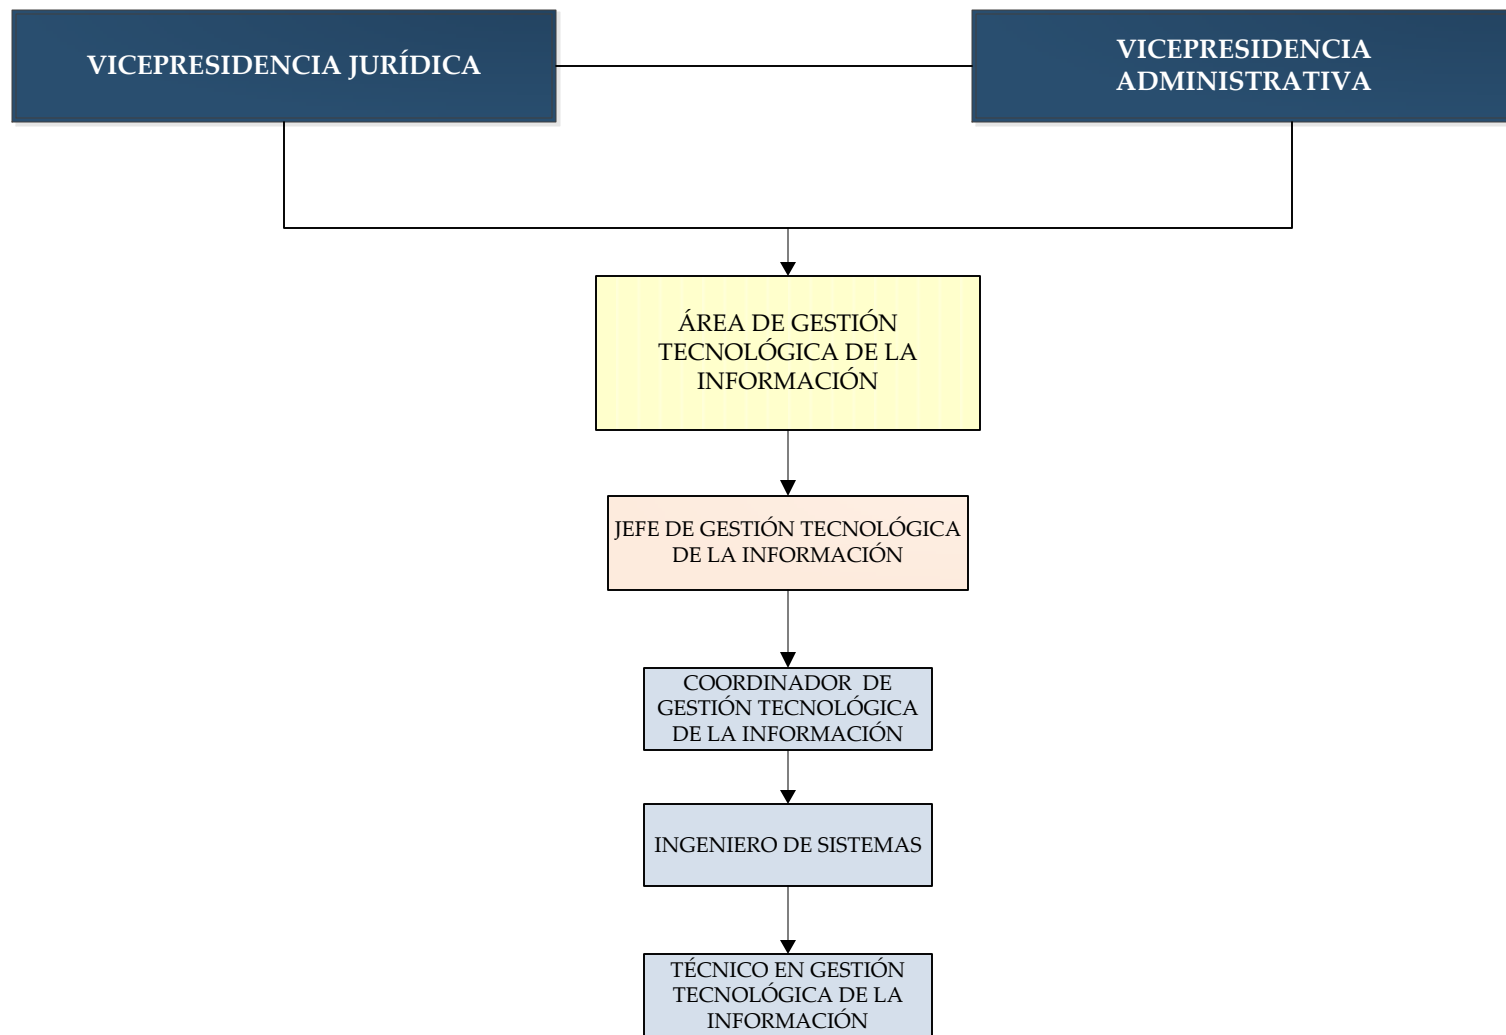 VICEPRESIDENCIA JURÍDICA
VICEPRESIDENCIA
ADMINISTRATIVA
ÁREA DE GESTIÓN
TECNOLÓGICA DE LA
INFORMACIÓN
JEFE DE GESTIÓN TECNOLÓGICA
DE LA INFORMACIÓN
COORDINADOR  DE
GESTIÓN TECNOLÓGICA
DE LA INFORMACIÓN
INGENIERO DE SISTEMAS
TÉCNICO EN GESTIÓN
TECNOLÓGICA DE LA
INFORMACIÓN